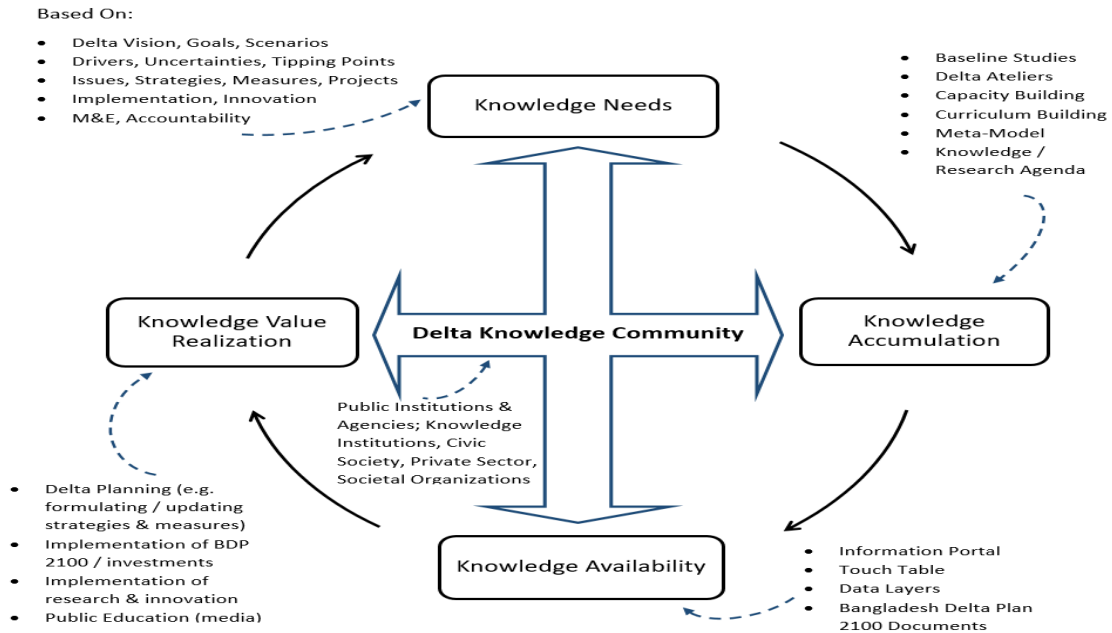 Based On:
• Delta Vision, Goals, Scenarios
• Drivers, Uncertainties, Tipping Points
• Issues, Strategies, Measures, Projects
• Implementation, Innovation
• M&E, Accountability
Knowledge Needs
• Baseline Studies
• Delta Ateliers
• Capacity Building
• Curriculum Building
• Meta-Model
• Knowledge /
Research Agenda
Knowledge Value
Realization
Delta Knowledge Community
Knowledge
Accumulation
Public Institutions &
Agencies; Knowledge
Institutions, Civic
Society, Private Sector,
Societal Organizations
• Delta Planning (e.g.
formulating / updating
strategies & measures)
• Implementation of BDP
2100 / investments
• Implementation of
research & innovation
• Public Education (media)
Knowledge Availability
• Information Portal
• Touch Table
• Data Layers
• Bangladesh Delta Plan
2100 Documents